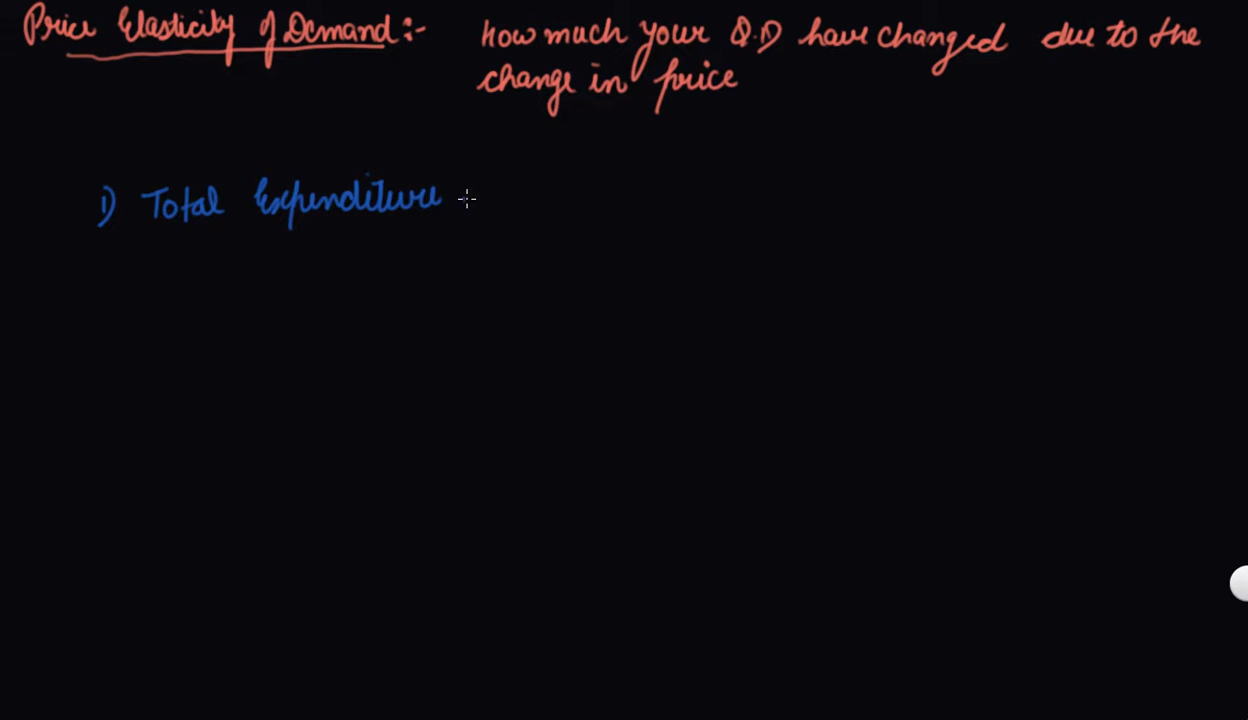 Price Elasticity of Demand :- How much your Q.D have changed due to the
change in price
1) Total Expenditure